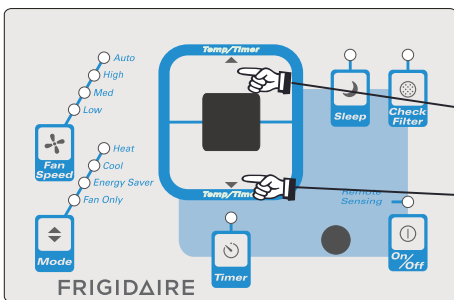 Temp/Timer
Auto
High
Med
Low
Fan
Speed
Sleep
Check
Filter
Heat
Cool
Energy Saver
Fan Only
Mode
Temp/Timer
Remote
Sensing
Timer
On/Off
FRIGIDAIRE